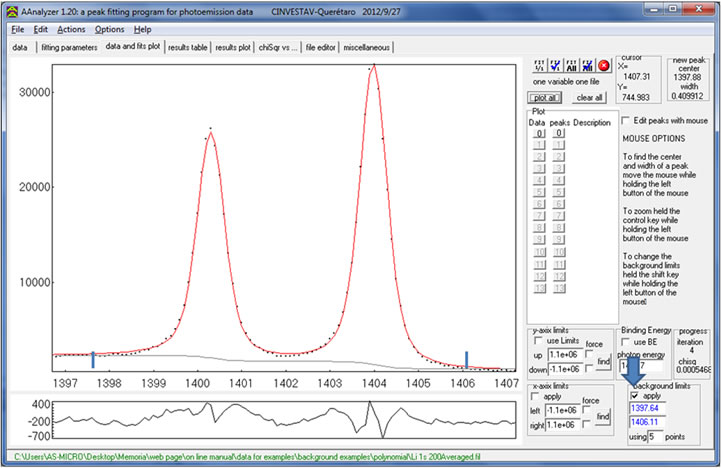 AAnalyzer 1.20: a peak fitting program for photoemission data CINVESTAV-Querétaro 2012/9/27
File Edit Actions Options Help
data fitting parameters data and fits plot results table results plot chiSqr vs ... file editor miscellaneous
30000
20000
10000
1397 1398 1399 1400 1401 1402 1403 1404 1405 1406 1407
400
-200
-700
one variable one file
plot all clear all
cursor
X=
1407.31
Y=
744.983
new peak
center
1397.88
width
0.409912
Plot
Data peaks Description
0 0
1 1
2 2
3 3
4 4
5 5
6 6
7 7
8 8
9 9
10 10
11 11
12 12
13 13
Edit peaks with mouse
MOUSE OPTIONS
To find the center
and width of a peak
move the mouse while
holding the left
button of the mouse
To zoom held the
control key while
holding the left
button of the mouse
To change the
background limits
held the shift key
while holding the
left button of the
mouse
y-axix limits
use Limits force
up 1.1e+06
down -1.1e+06 find
Binding Energy
use BE
photon energy
progress
iteration
4
chisq
0.0005468
x-axix limits
apply force
left -1.1e+06
right 1.1e+06 find
background limits
apply
1397.64
1406.11
using 5 points
C:\Users\AS-MICRO\Desktop\Memoria\web page\on line manual\data for examples\background examples\polynomial\Li 1s 200Averaged.fil